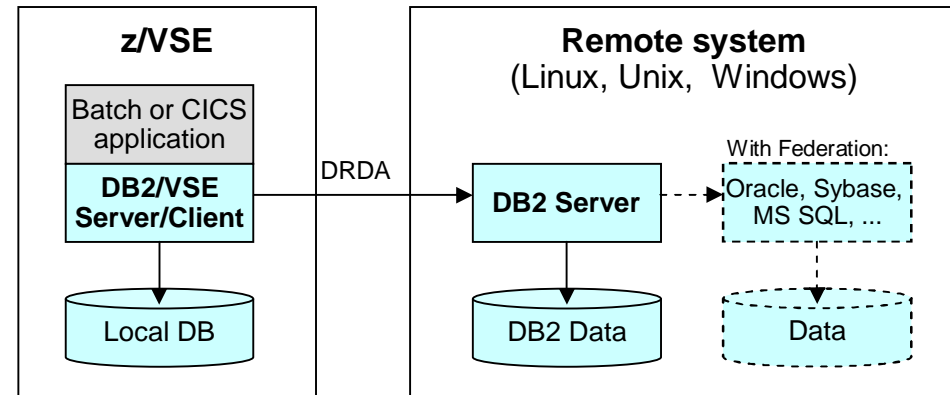 z/VSE
Batch or CICS
application
DB2/VSE
Server/Client
Local DB
DRDA
Remote system
(Linux, Unix, Windows)
DB2 Server
DB2 Data
With Federation:
Oracle, Sybase,
MS SQL, ...
Data